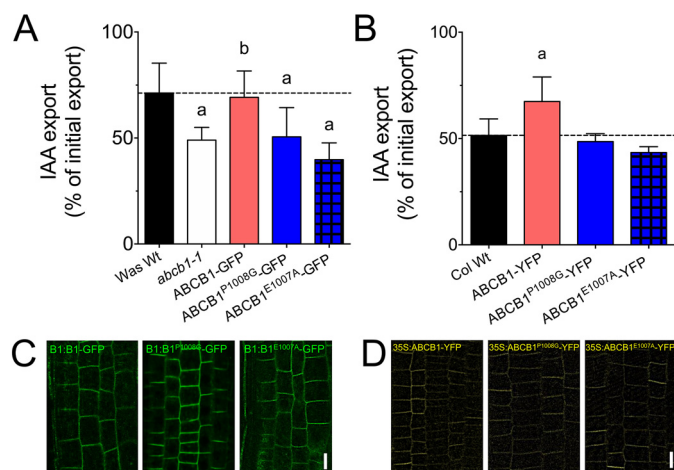 A
B
100
50
0
IAA export
(% of initial export)
a
b
a
a
Was Wt
abcb1-1
ABCB1-GFP
ABCB1P1008G-GFP
ABCB1E1007A-GFP
100
50
0
IAA export
(% of initial export)
a
Col Wt
ABCB1-YFP
ABCB1P1008G-YFP
ABCB1E1007A-YFP
C
B1:B1-GFP
B1:B1P1008G-GFP
B1:B1E1007A-GFP
D
35S:ABCB1-YFP
35S:ABCB1P1008G-YFP
35S:ABCB1E1007A-YFP